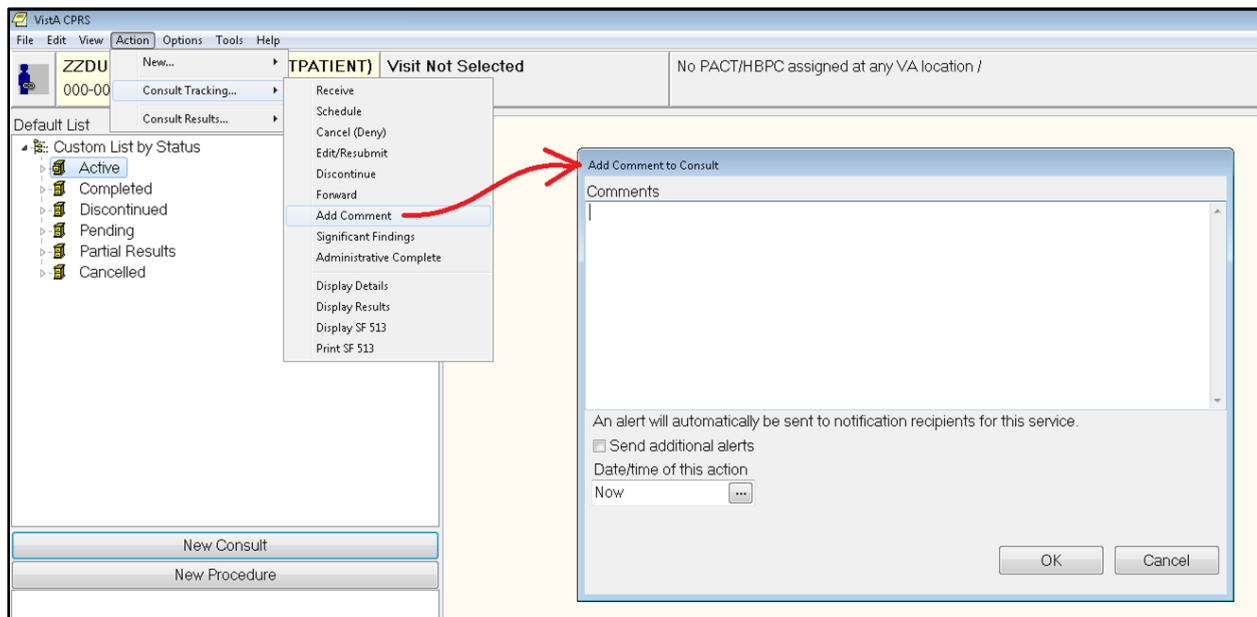 VistA CPRS
File Edit View Action Options Tools Help
ZZDU
000-00
New...
Consult Tracking...
Consult Results...
TPATIENT)
Visit Not Selected
No PACT/HBPC assigned at any VA location /
Default List
Custom List by Status
Active
Completed
Discontinued
Pending
Partial Results
Cancelled
Receive
Schedule
Cancel (Deny)
Edit/Resubmit
Discontinue
Forward
Add Comment
Significant Findings
Administrative Complete
Display Details
Display Results
Display SF 513
Print SF 513
Add Comment to Consult
Comments
An alert will automatically be sent to notification recipients for this service.
Send additional alerts
Date/time of this action
Now
...
OK
Cancel
New Consult
New Procedure